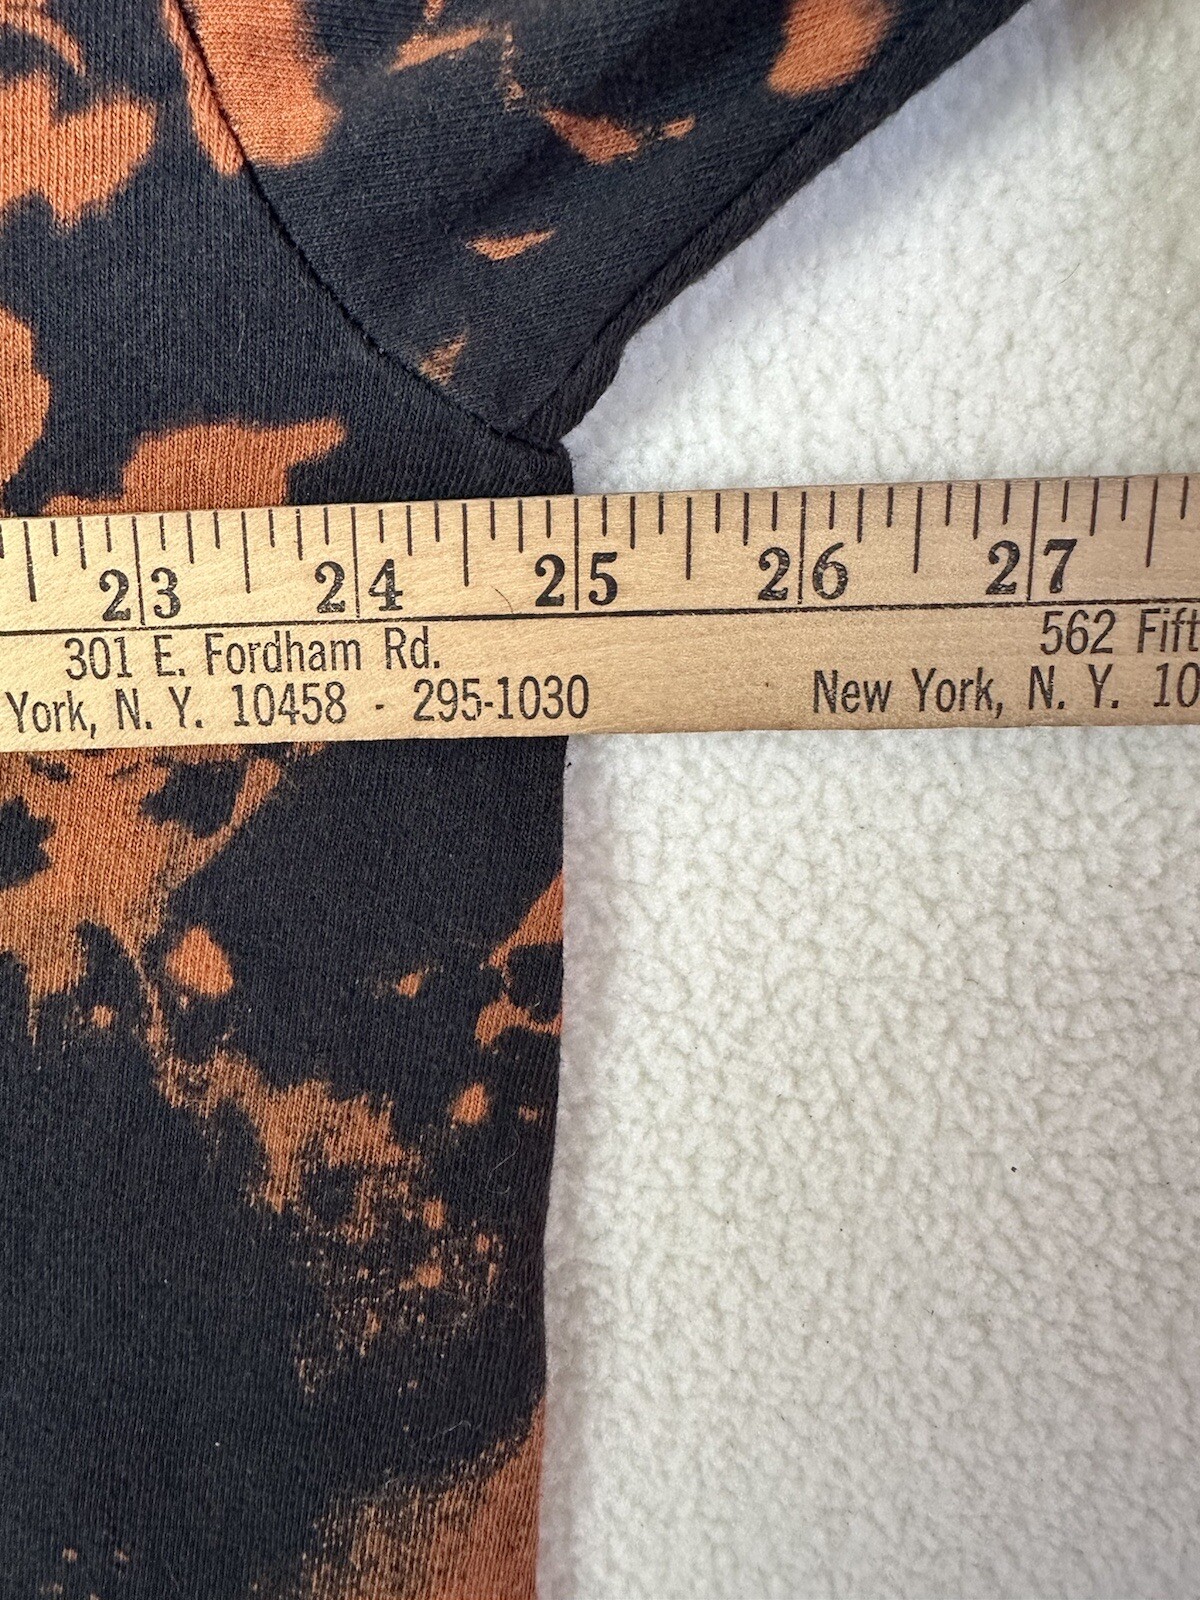 23 24 25 26 27
301 E. Fordham Rd. 562 Fift
York, N. Y. 10458 - 295-1030 New York, N. Y. 10